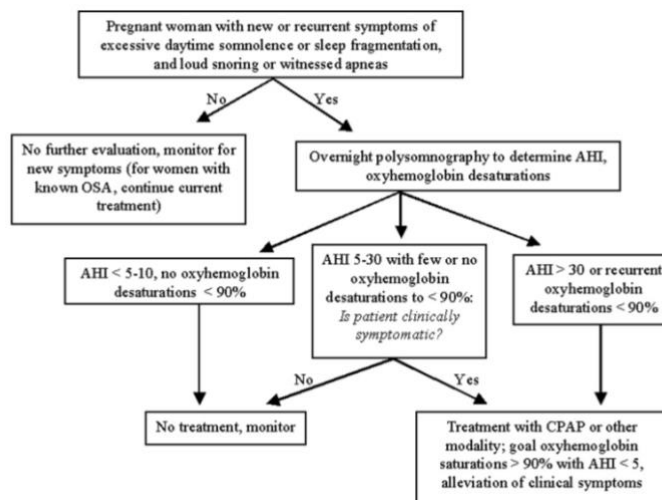 Pregnant woman with new or recurrent symptoms of
excessive daytime somnolence or sleep fragmentation,
and loud snoring or witnessed apneas
No
Yes
No further evaluation, monitor for
new symptoms (for women with
known OSA, continue current
treatment)
Overnight polysomnography to determine AHI,
oxyhemoglobin desaturations
AHI < 5-10, no oxyhemoglobin
desaturations < 90%
AHI 5-30 with few or no
oxyhemoglobin
desaturations to < 90%:
Is patient clinically
symptomatic?
AHI > 30 or recurrent
oxyhemoglobin
desaturations < 90%
No
Yes
No treatment, monitor
Treatment with CPAP or other
modality; goal oxyhemoglobin
saturations > 90% with AHI < 5,
alleviation of clinical symptoms